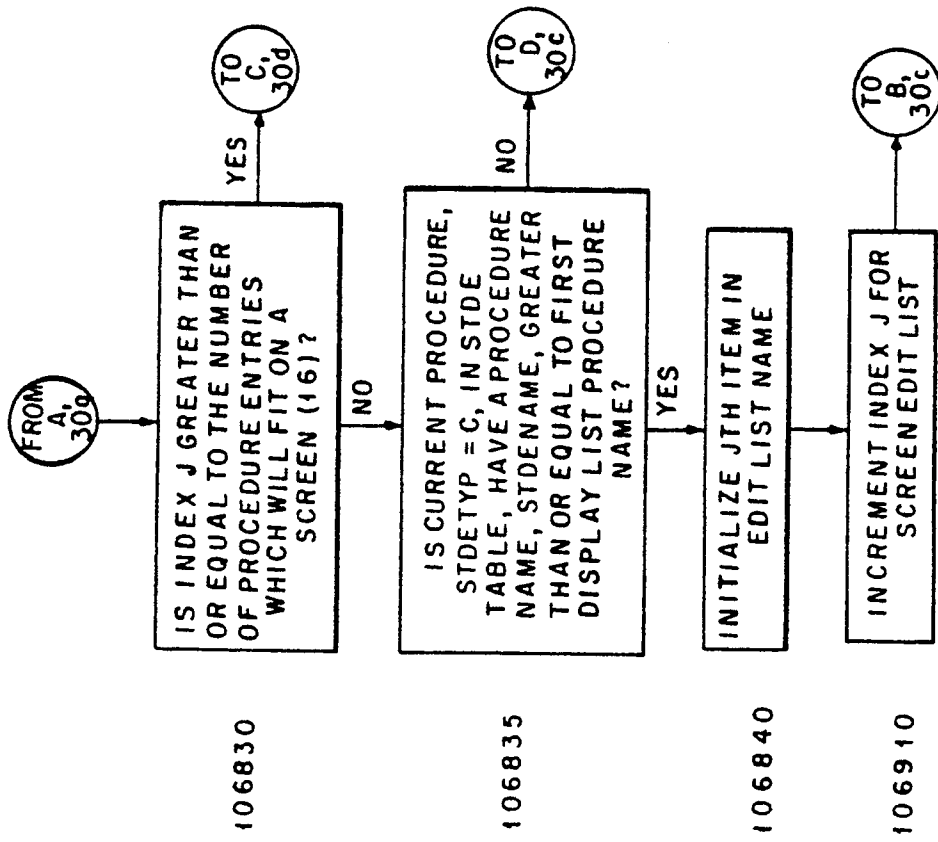 FROM
A,
30a
106830
IS INDEX J GREATER THAN
OR EQUAL TO THE NUMBER
OF PROCEDURE ENTRIES
WHICH WILL FIT ON A
SCREEN (16)?
YES
TO
C,
30d
NO
106835
IS CURRENT PROCEDURE,
STDETYP = C, IN STDE
TABLE, HAVE A PROCEDURE
NAME, STDENAME, GREATER
THAN OR EQUAL TO FIRST
DISPLAY LIST PROCEDURE
NAME?
NO
TO
D,
30c
YES
106840
INITIALIZE JTH ITEM IN
EDIT LIST NAME
106910
INCREMENT INDEX J FOR
SCREEN EDIT LIST
TO
B,
30c